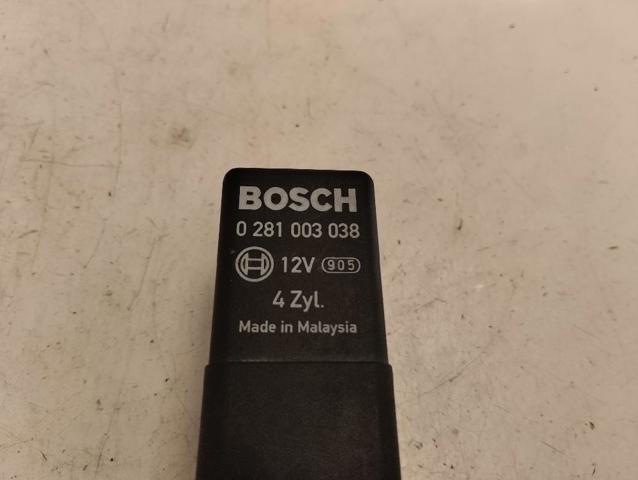 BOSCH
0 281 003 038
12V 905
4 Zyl.
Made in Malaysia